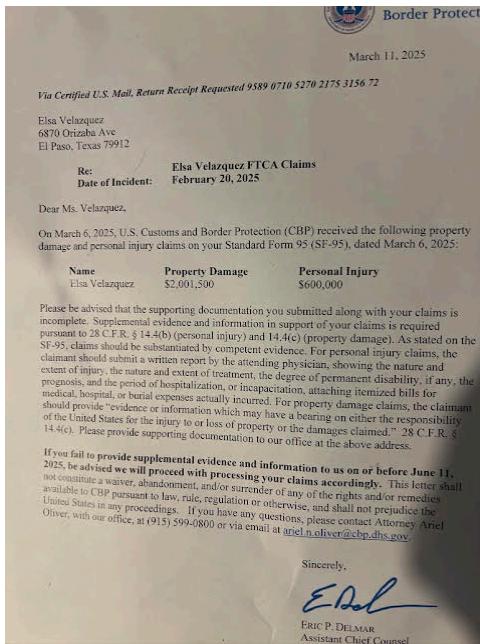 Border Protect
March 11, 2025
Via Certified U.S. Mail, Return Receipt Requested 9589 0710 5270 2175 3156 72
Elsa Velazquez
6870 Orizaba Ave
El Paso, Texas 79912
Re: Elsa Velazquez FTCA Claims
Date of Incident: February 20, 2025
Dear Ms. Velazquez,
On March 6, 2025, U.S. Customs and Border Protection (CBP) received the following property
damage and personal injury claims on your Standard Form 95 (SF-95), dated March 6, 2025:
Name Property Damage Personal Injury
Elsa Velazquez $2,001,500 $600,000
Please be advised that the supporting documentation you submitted along with your claims is
incomplete. Supplemental evidence and information in support of your claims is required
pursuant to 28 C.F.R. § 14.4(b) (personal injury) and 14.4(c) (property damage). As stated on the
SF-95, claims should be substantiated by competent evidence. For personal injury claims, the
claimant should submit a written report by the attending physician, showing the nature and
extent of injury, the nature and extent of treatment, the degree of permanent disability, if any, the
prognosis, and the period of hospitalization, or incapacitation, attaching itemized bills for
medical, hospital, or burial expenses actually incurred. For property damage claims, the claimant
should provide “evidence or information which may have a bearing on either the responsibility
of the United States for the injury to or loss of property or the damages claimed.” 28 C.F.R. §
14.4(c). Please provide supporting documentation to our office at the above address.
If you fail to provide supplemental evidence and information to us on or before June 11,
2025, be advised we will proceed with processing your claims accordingly. This letter shall
not constitute a waiver, abandonment, and/or surrender of any of the rights and/or remedies
available to CBP pursuant to law, rule, regulation or otherwise, and shall not prejudice the
United States in any proceedings. If you have any questions, please contact Attorney Ariel
Oliver, with our office, at (915) 599-0800 or via email at ariel.n.oliver@cbp.dhs.gov.
Sincerely,
ERIC P. DELMAR
Assistant Chief Counsel